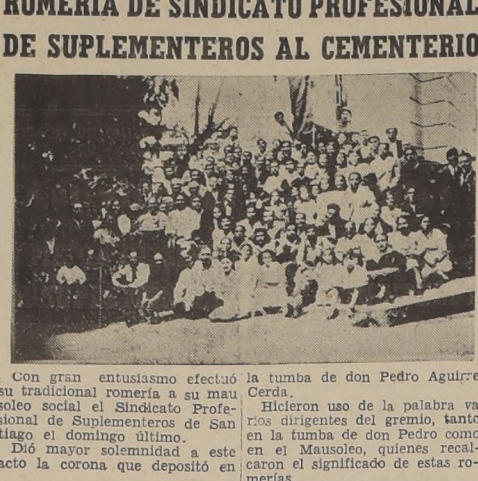 ROMERIA DE SINDICATO PROFESIONAL
DE SUPLEMENTEROS AL CEMENTERIO
Con gran entusiasmo efectuó
su tradicional romería a su mau
soleo social el Sindicato Profe-
sional de Suplementeros de San
tiago el domingo último.
Dió mayor solemnidad a este
acto la corona que depositó en
la tumba de don Pedro Aguirre
Cerda.
Hicieron uso de la palabra va
rios dirigentes del gremio, tanto
en la tumba de don Pedro como
en el Mausoleo, quienes recal-
caron el significado de estas ro-
merías